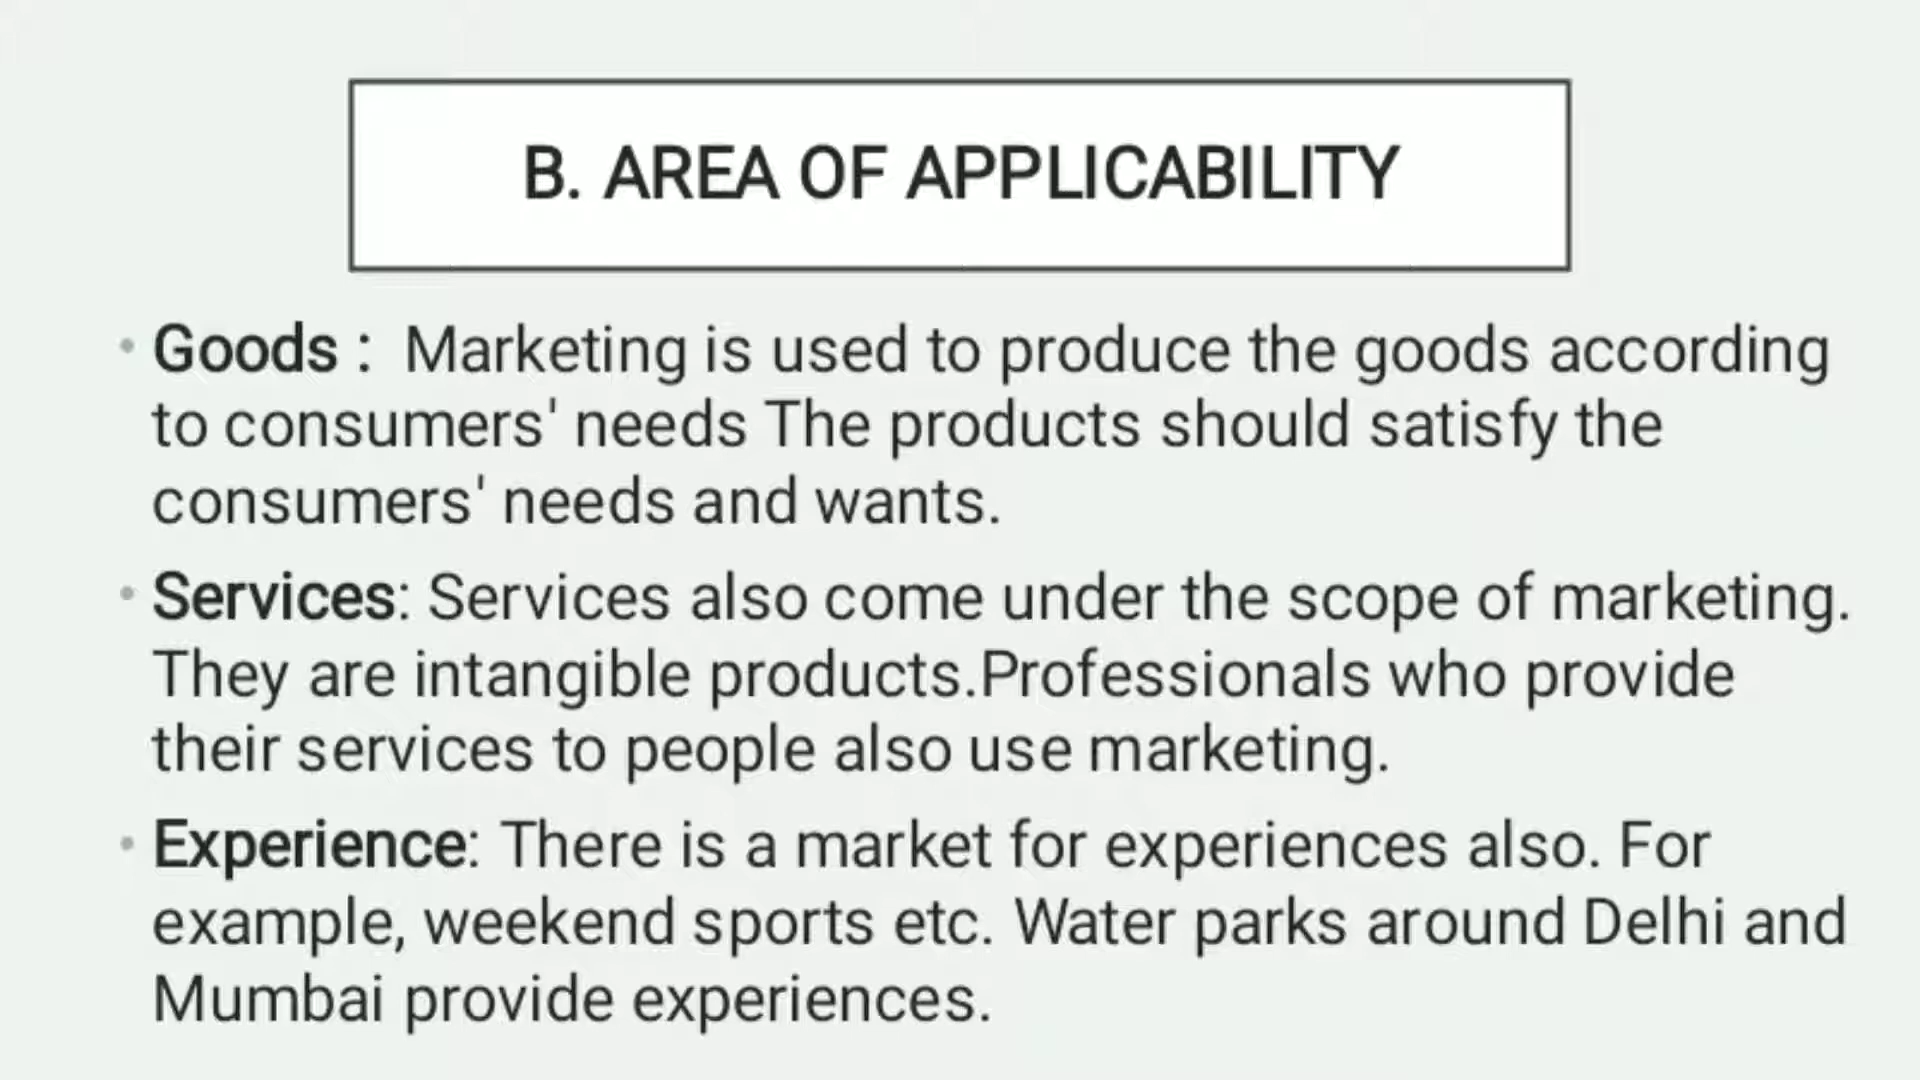 B. AREA OF APPLICABILITY
• Goods :  Marketing is used to produce the goods according
to consumers' needs The products should satisfy the
consumers' needs and wants.
• Services: Services also come under the scope of marketing.
They are intangible products.Professionals who provide
their services to people also use marketing.
• Experience: There is a market for experiences also. For
example, weekend sports etc. Water parks around Delhi and
Mumbai provide experiences.